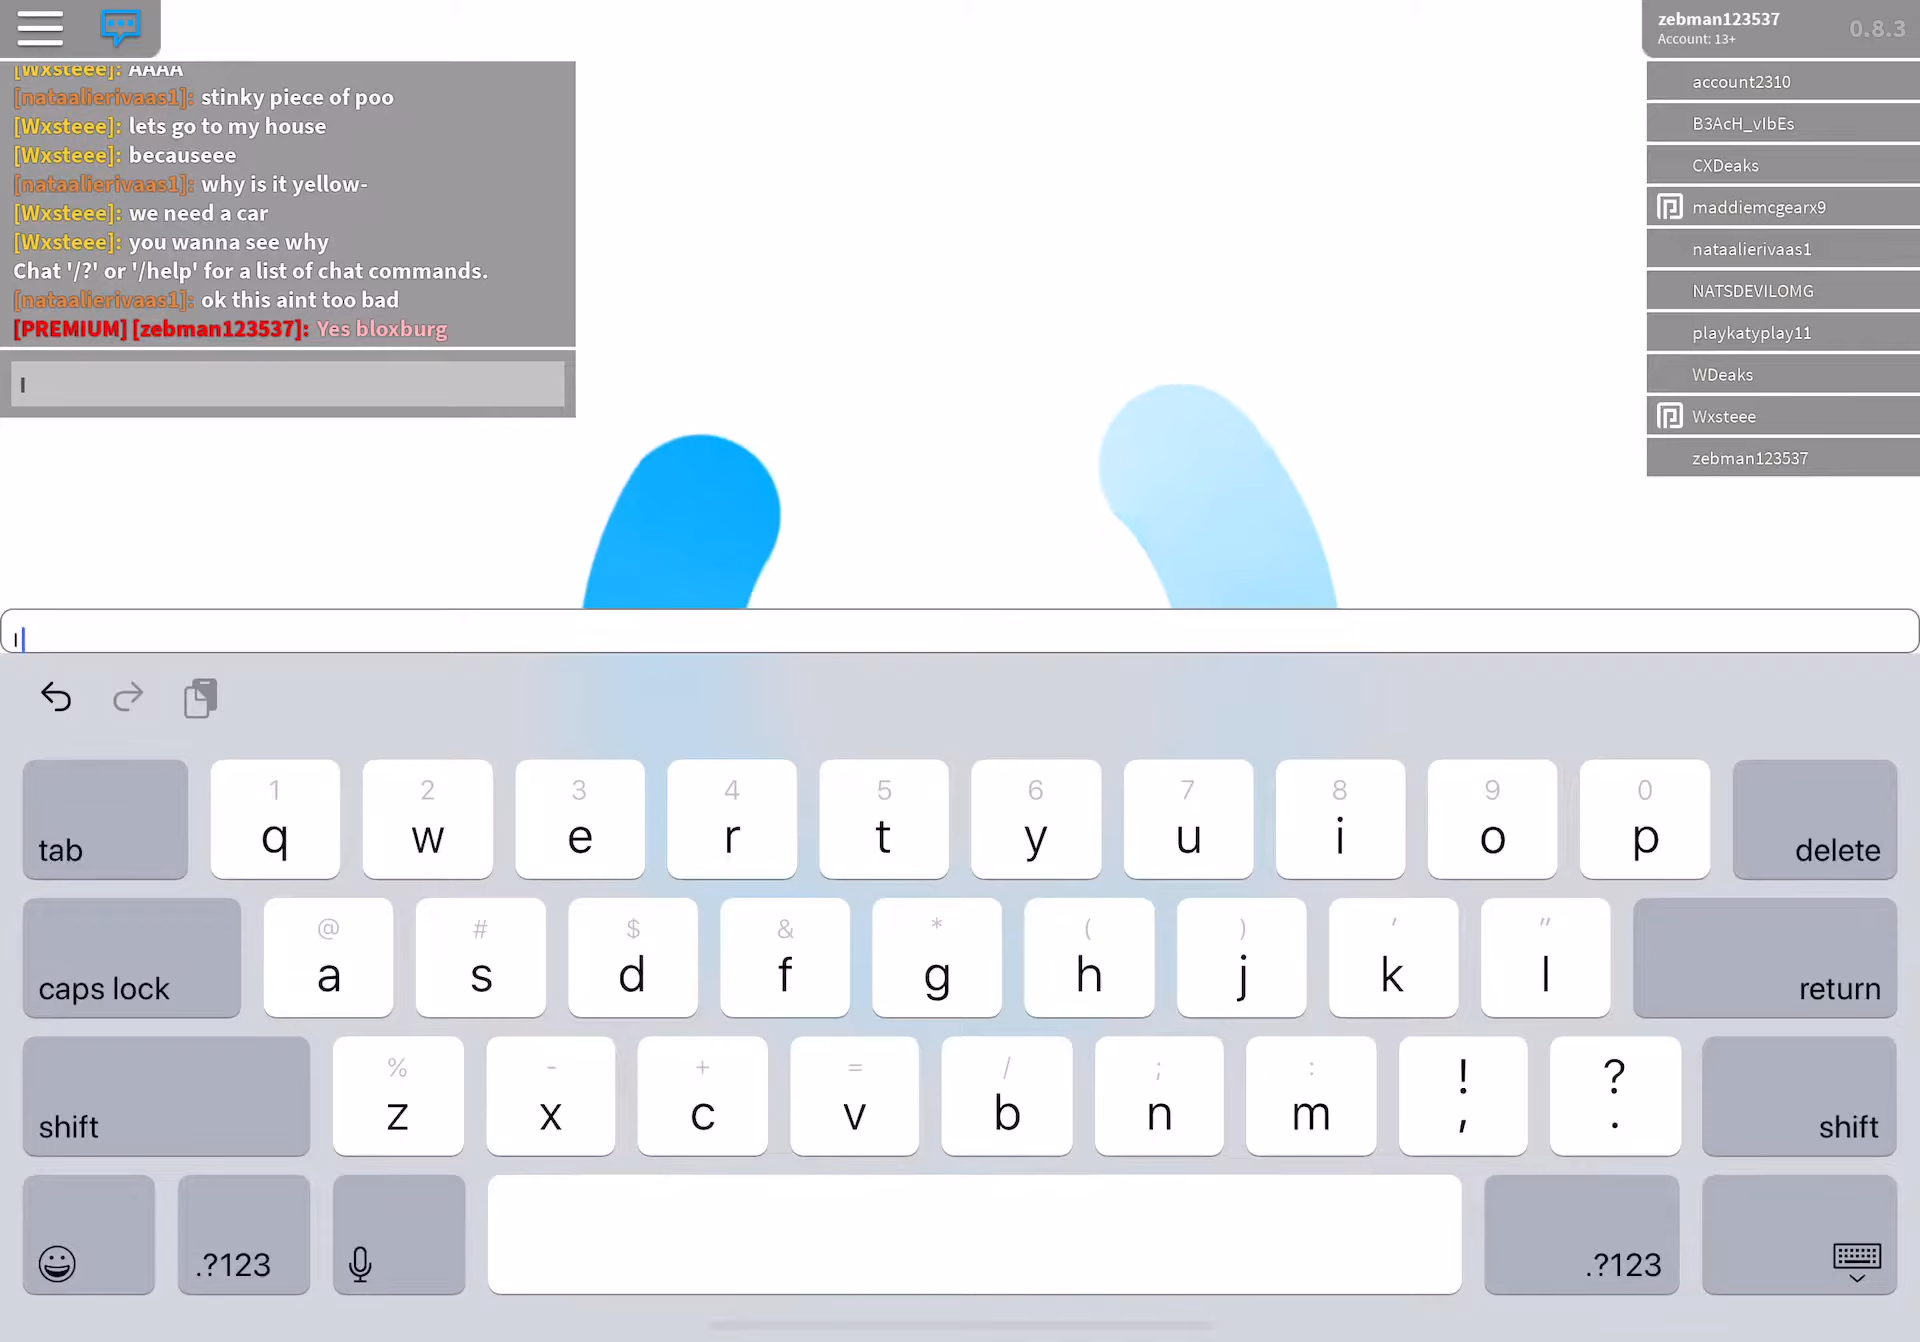 zebman123537
Account: 13+
0.8.3
[Wxsteee]: AAAA
[nataalierivaas1]: stinky piece of poo
[Wxsteee]: lets go to my house
[Wxsteee]: becauseee
[nataalierivaas1]: why is it yellow-
[Wxsteee]: we need a car
[Wxsteee]: you wanna see why
Chat '/?' or '/help' for a list of chat commands.
[nataalierivaas1]: ok this aint too bad
[PREMIUM] [zebman123537]: Yes bloxburg
I
account2310
B3AcH_vIbEs
CXDeaks
maddiemcgearx9
nataalierivaas1
NATSDEVILOMG
playkatyplay11
WDeaks
Wxsteee
zebman123537
I
1 2 3 4 5 6 7 8 9 0
tab q w e r t y u i o p delete
@ # $ & * ( ) ' "
caps lock a s d f g h j k l return
% - + = / ; : ! ?
shift z x c v b n m , . shift
.?123 .?123